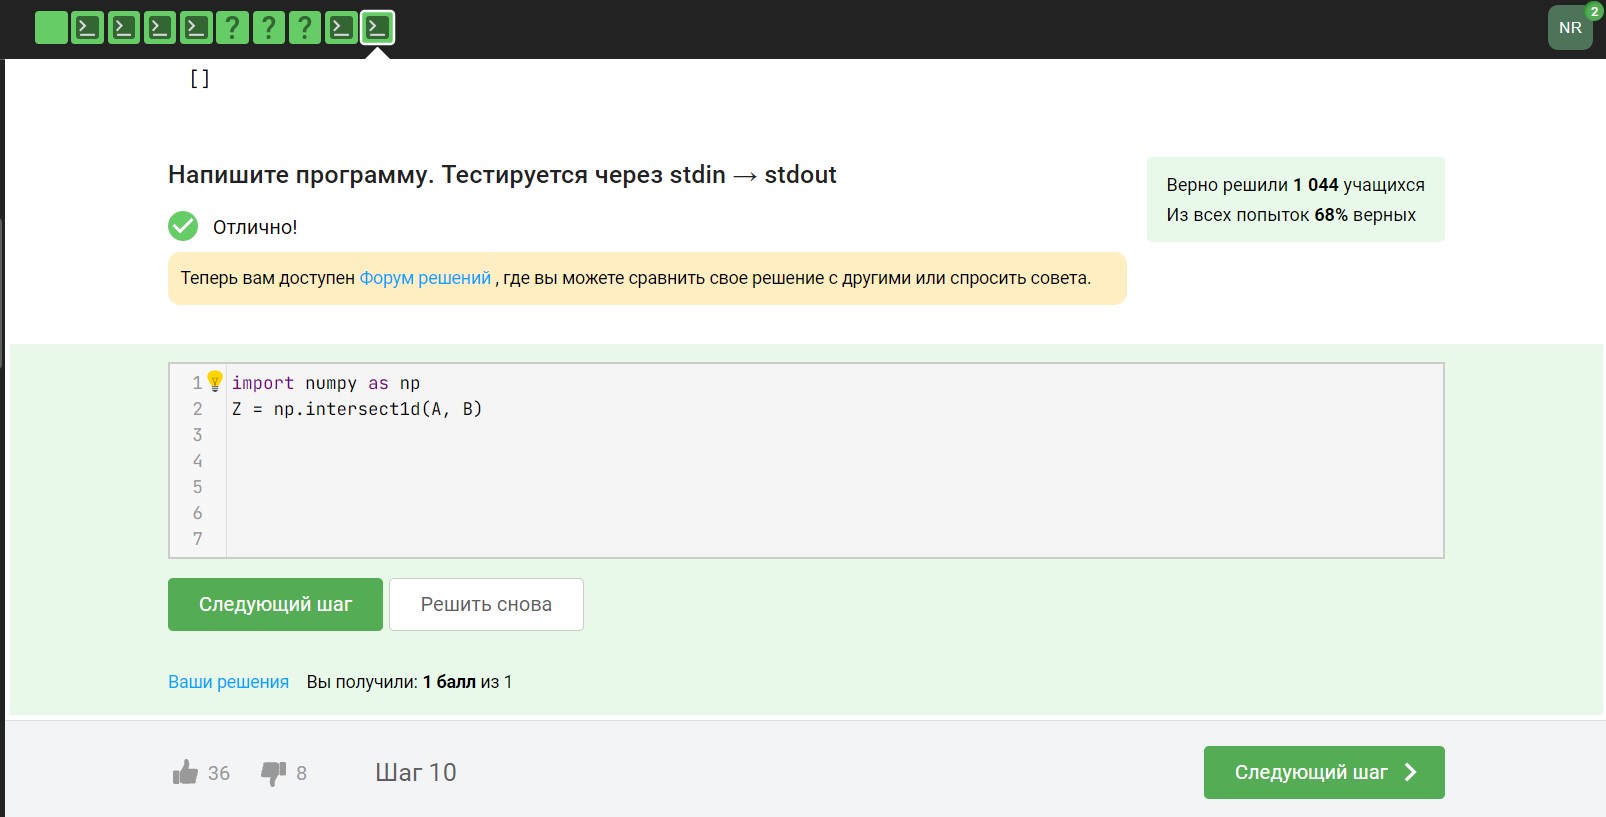 ? ? ?
NR
2
[]
Напишите программу. Тестируется через stdin → stdout
Верно решили 1 044 учащихся
Из всех попыток 68% верных
Отлично!
Теперь вам доступен Форум решений , где вы можете сравнить свое решение с другими или спросить совета.
1 import numpy as np
2 Z = np.intersect1d(A, B)
3
4
5
6
7
Следующий шаг
Решить снова
Ваши решения Вы получили: 1 балл из 1
36 8 Шаг 10 Следующий шаг